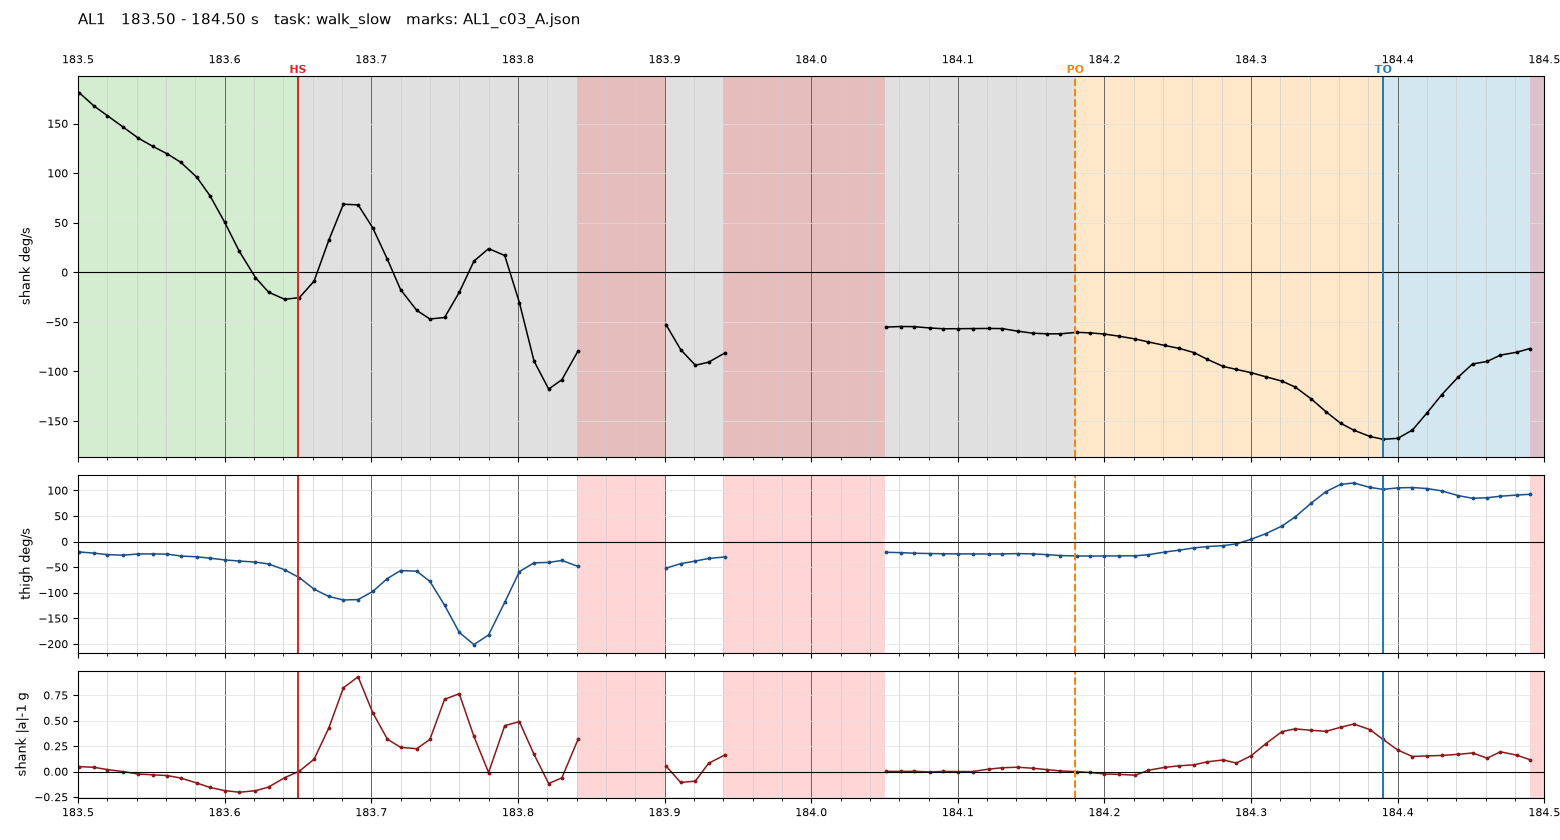 AL1   183.50 - 184.50 s   task: walk_slow   marks: AL1_c03_A.json
183.5 183.6 183.7 183.8 183.9 184.0 184.1 184.2 184.3 184.4 184.5
HS PO TO
shank deg/s
150
100
50
0
−50
−100
−150
thigh deg/s
100
50
0
−50
−100
−150
−200
shank |a|-1 g
0.75
0.50
0.25
0.00
−0.25
183.5 183.6 183.7 183.8 183.9 184.0 184.1 184.2 184.3 184.4 184.5